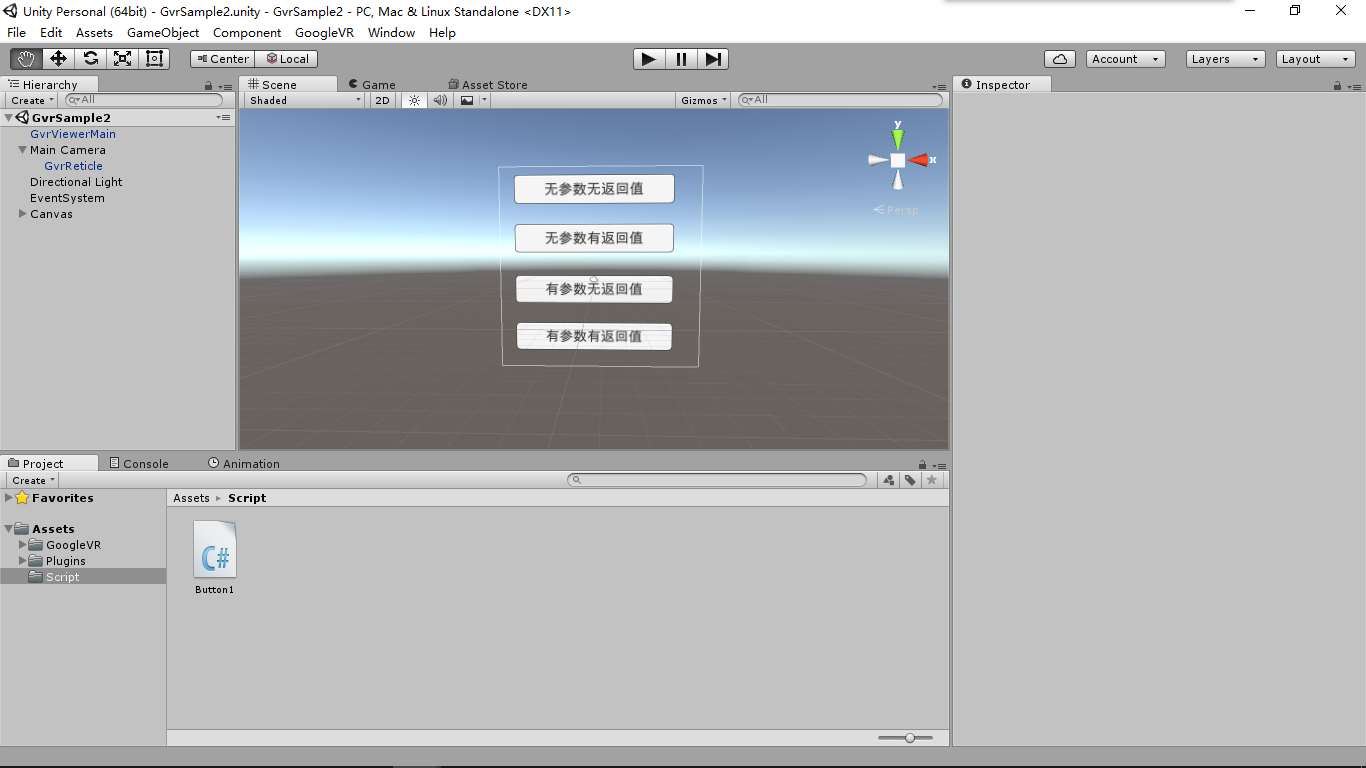 Unity Personal (64bit) - GvrSample2.unity - GvrSample2 - PC, Mac & Linux Standalone <DX11>
File Edit Assets GameObject Component GoogleVR Window Help
Center Local Account Layers Layout
Hierarchy
Create All
GvrSample2
GvrViewerMain
Main Camera
GvrReticle
Directional Light
EventSystem
Canvas
Scene Game Asset Store
Shaded 2D Gizmos All
y
x
Persp
无参数无返回值
无参数有返回值
有参数无返回值
有参数有返回值
Inspector
Project Console Animation
Create
Favorites
Assets
GoogleVR
Plugins
Script
Assets Script
C#
Button1